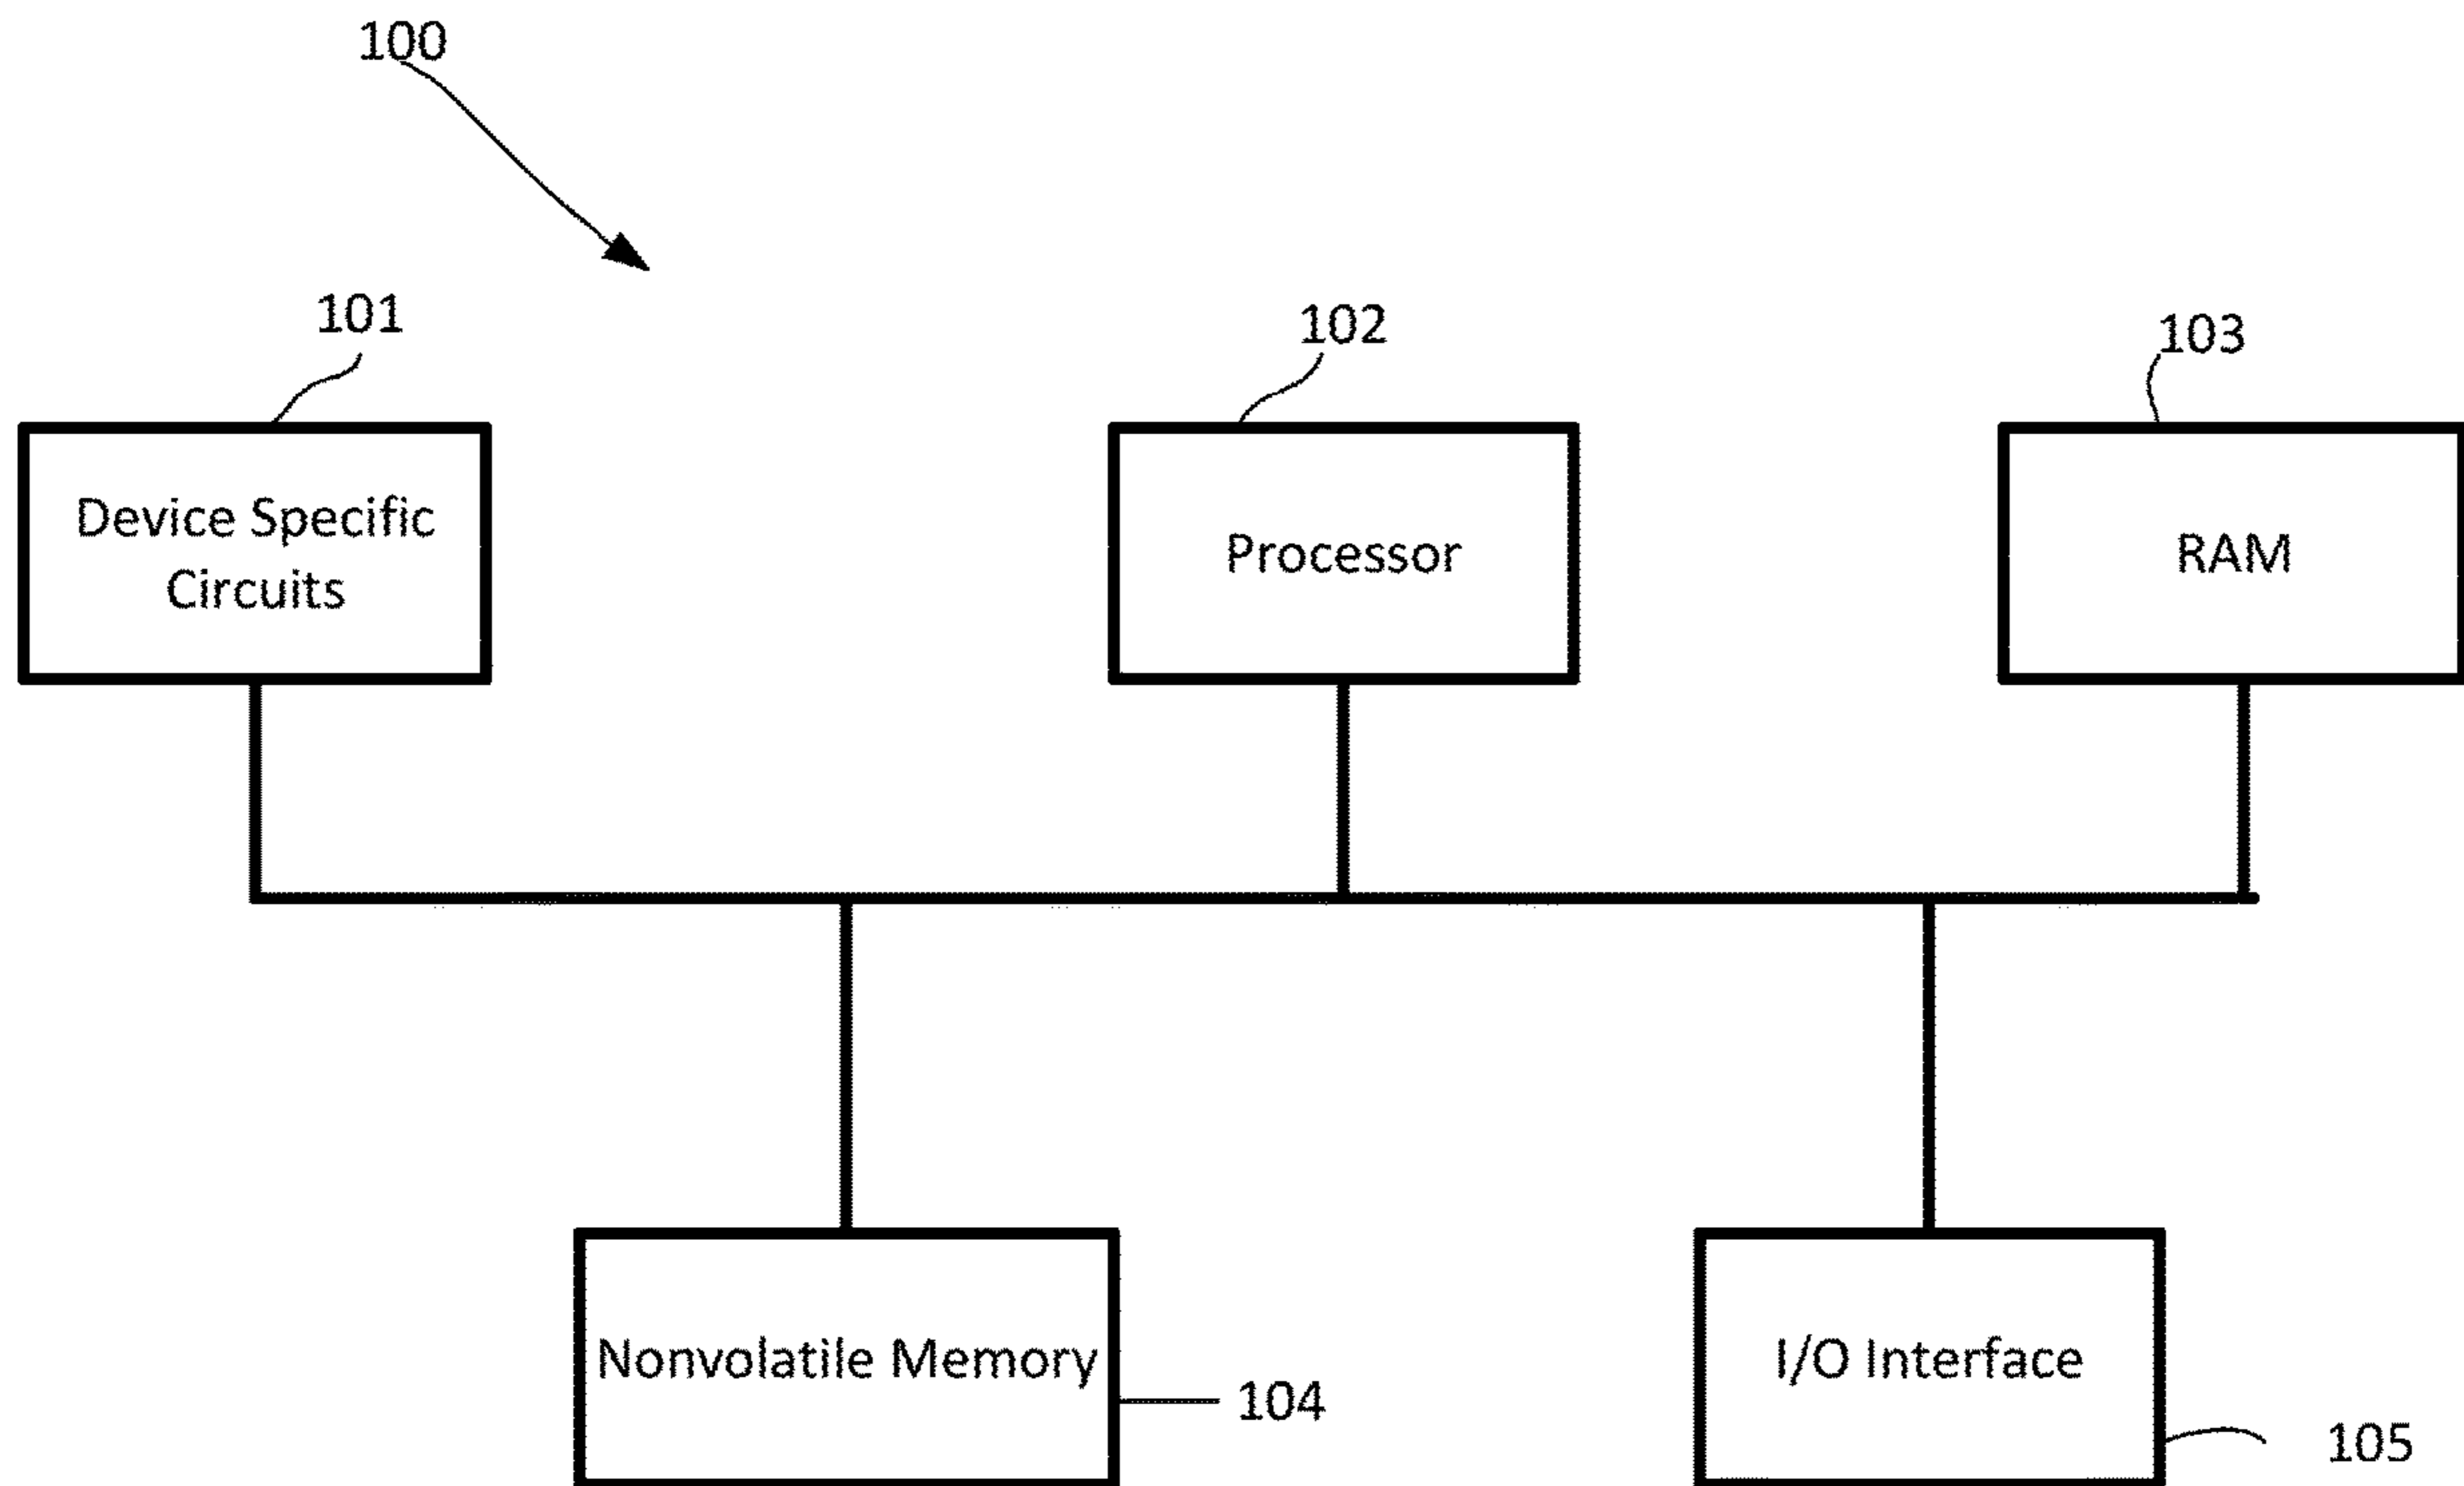 100
101
102
103
Device Specific
Circuits
Processor
RAM
Nonvolatile Memory
104
I/O Interface
105